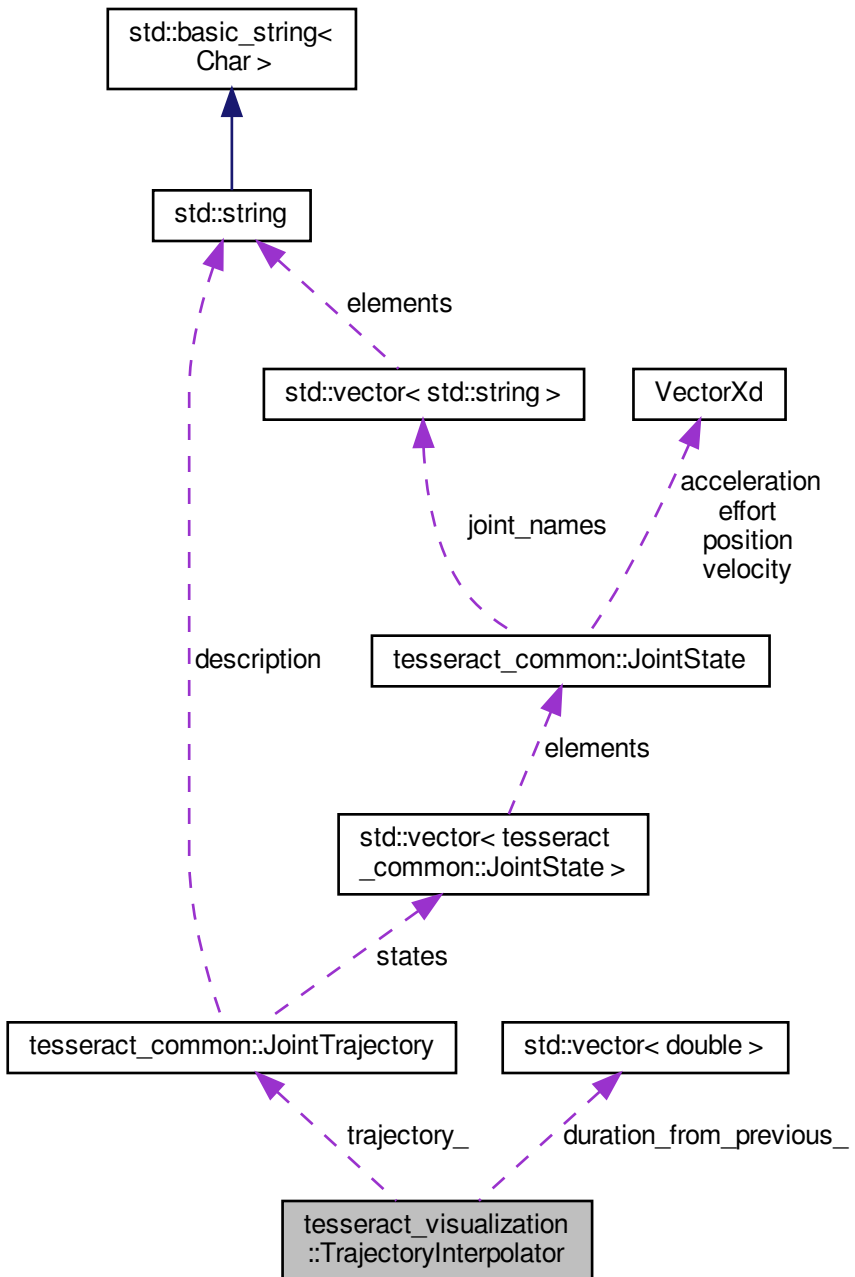 std::basic_string<
Char >
std::string
elements
std::vector< std::string >
VectorXd
acceleration
effort
position
velocity
joint_names
tesseract_common::JointState
description
elements
std::vector< tesseract
_common::JointState >
states
tesseract_common::JointTrajectory
std::vector< double >
trajectory_
duration_from_previous_
tesseract_visualization
::TrajectoryInterpolator